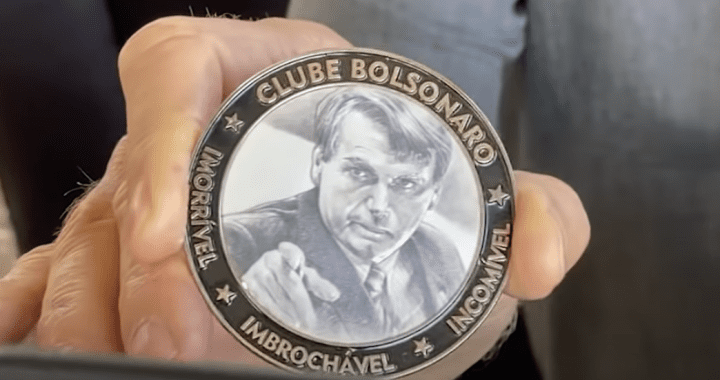 CLUBE BOLSONARO
IMORRÍVEL
IMBROCHÁVEL
INCOMÍVEL